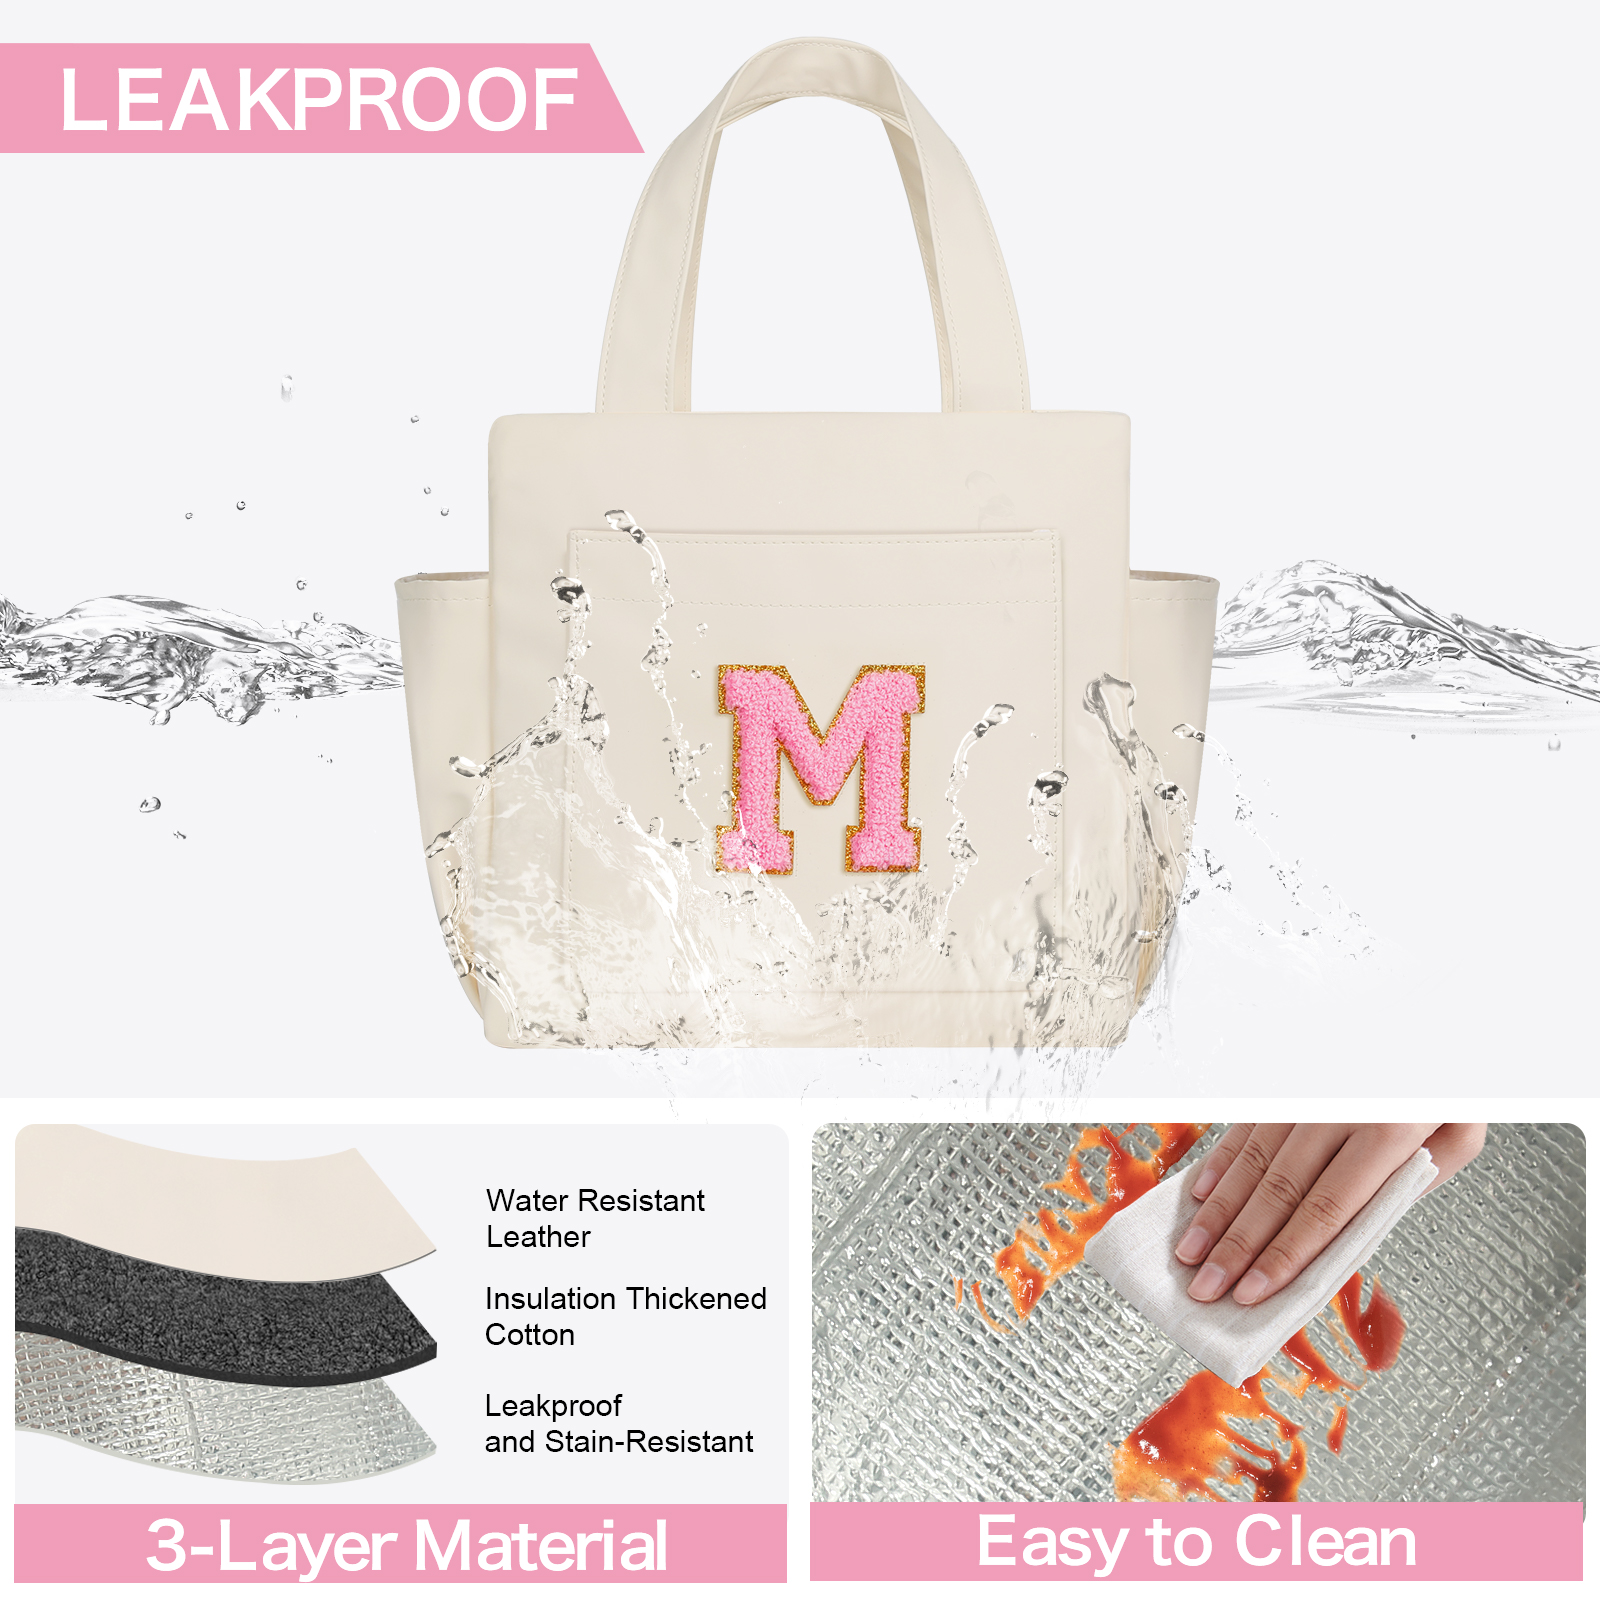 LEAKPROOF
M
Water Resistant
Leather
Insulation Thickened
Cotton
Leakproof
and Stain-Resistant
3-Layer Material
Easy to Clean